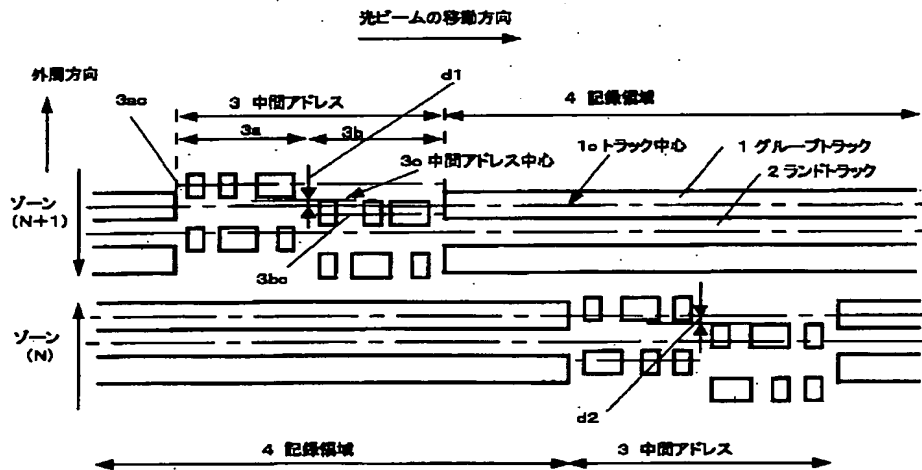 光ビームの移動方向
外周方向
d1
3ac
3 中間アドレス
4 記録領域
3a
3b
3c 中間アドレス中心
1c トラック中心
1 グルーブトラック
2 ランドトラック
ゾーン
(N+1)
3bc
ゾーン
(N)
d2
4 記録領域
3 中間アドレス